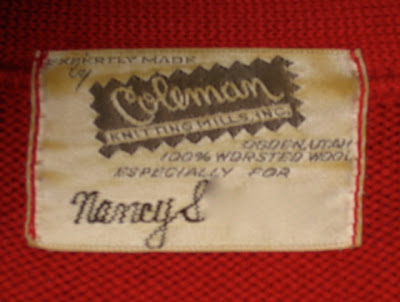 EXPERTLY MADE
by
Coleman
KNITTING MILLS, INC.
OGDEN, UTAH
100% WORSTED WOOL
ESPECIALLY FOR
Nancy S